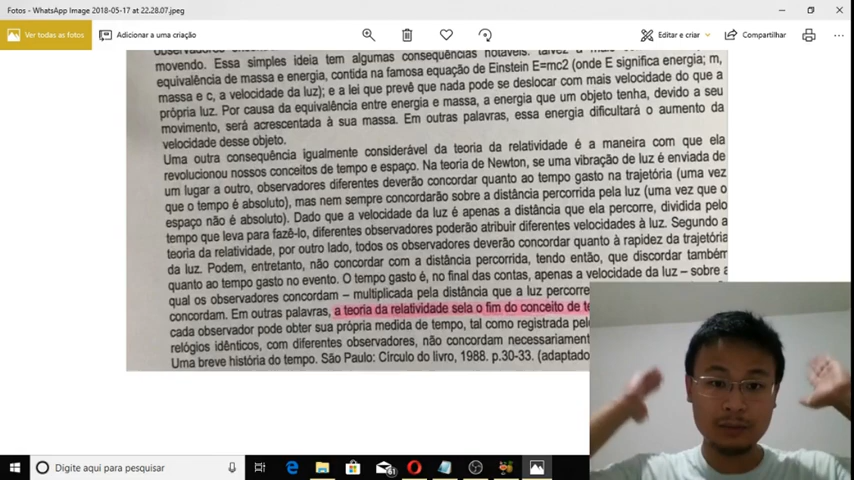 Fotos - WhatsApp Image 2018-05-17 at 22.28.07.jpeg
Ver todas as fotos
Adicionar a uma criação
Editar e criar
Compartilhar
movendo. Essa simples ideia tem algumas consequências notáveis. talvez a mais
equivalência de massa e energia, contida na famosa equação de Einstein E=mc2 (onde E significa energia; m,
massa e c, a velocidade da luz); e a lei que prevê que nada pode se deslocar com mais velocidade do que a
própria luz. Por causa da equivalência entre energia e massa, a energia que um objeto tenha, devido a seu
movimento, será acrescentada à sua massa. Em outras palavras, essa energia dificultará o aumento da
velocidade desse objeto.
Uma outra consequência igualmente considerável da teoria da relatividade é a maneira com que ela
revolucionou nossos conceitos de tempo e espaço. Na teoria de Newton, se uma vibração de luz é enviada de
um lugar a outro, observadores diferentes deverão concordar quanto ao tempo gasto na trajetória (uma vez
que o tempo é absoluto), mas nem sempre concordarão sobre a distância percorrida pela luz (uma vez que o
espaço não é absoluto). Dado que a velocidade da luz é apenas a distância que ela percorre, dividida pelo
tempo que leva para fazê-lo, diferentes observadores poderão atribuir diferentes velocidades à luz. Segundo a
teoria da relatividade, por outro lado, todos os observadores deverão concordar quanto à rapidez da trajetória
da luz. Podem, entretanto, não concordar com a distância percorrida, tendo então, que discordar também
quanto ao tempo gasto no evento. O tempo gasto é, no final das contas, apenas a velocidade da luz – sobre a
qual os observadores concordam – multiplicada pela distância que a luz percorre
concordam. Em outras palavras, a teoria da relatividade sela o fim do conceito de te
cada observador pode obter sua própria medida de tempo, tal como registrada pel
relógios idênticos, com diferentes observadores, não concordam necessariament
Uma breve história do tempo. São Paulo: Círculo do livro, 1988. p.30-33. (adaptado
Digite aqui para pesquisar
61